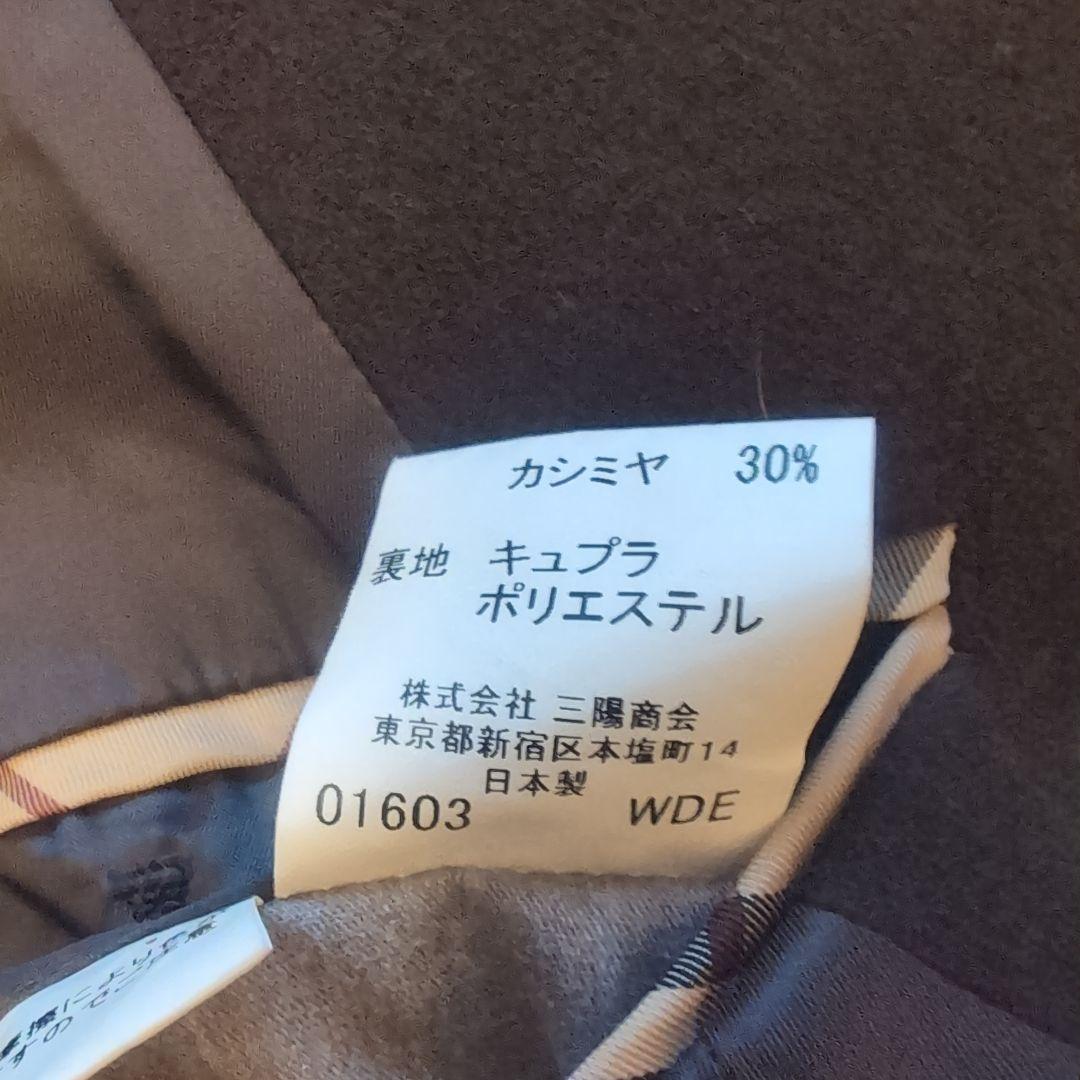 カシミヤ 30%
裏地 キュプラ
ポリエステル
株式会社 三陽商会
東京都新宿区本塩町14
日本製
01603 WDE